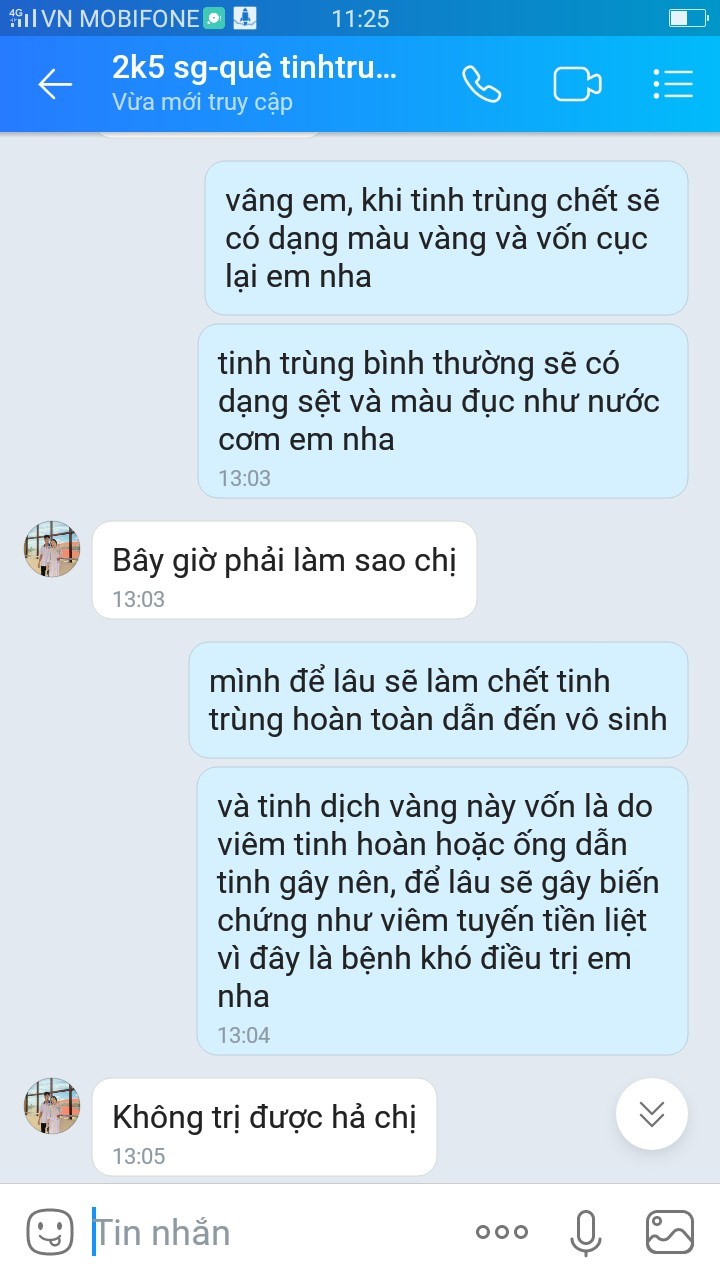 4G VN MOBIFONE 11:25
2k5 sg-quê tinhtru...
Vừa mới truy cập
vâng em, khi tinh trùng chết sẽ
có dạng màu vàng và vốn cục
lại em nha
tinh trùng bình thường sẽ có
dạng sệt và màu đục như nước
cơm em nha
13:03
Bây giờ phải làm sao chị
13:03
mình để lâu sẽ làm chết tinh
trùng hoàn toàn dẫn đến vô sinh
và tinh dịch vàng này vốn là do
viêm tinh hoàn hoặc ống dẫn
tinh gây nên, để lâu sẽ gây biến
chứng như viêm tuyến tiền liệt
vì đây là bệnh khó điều trị em
nha
13:04
Không trị được hả chị
13:05
Tin nhắn